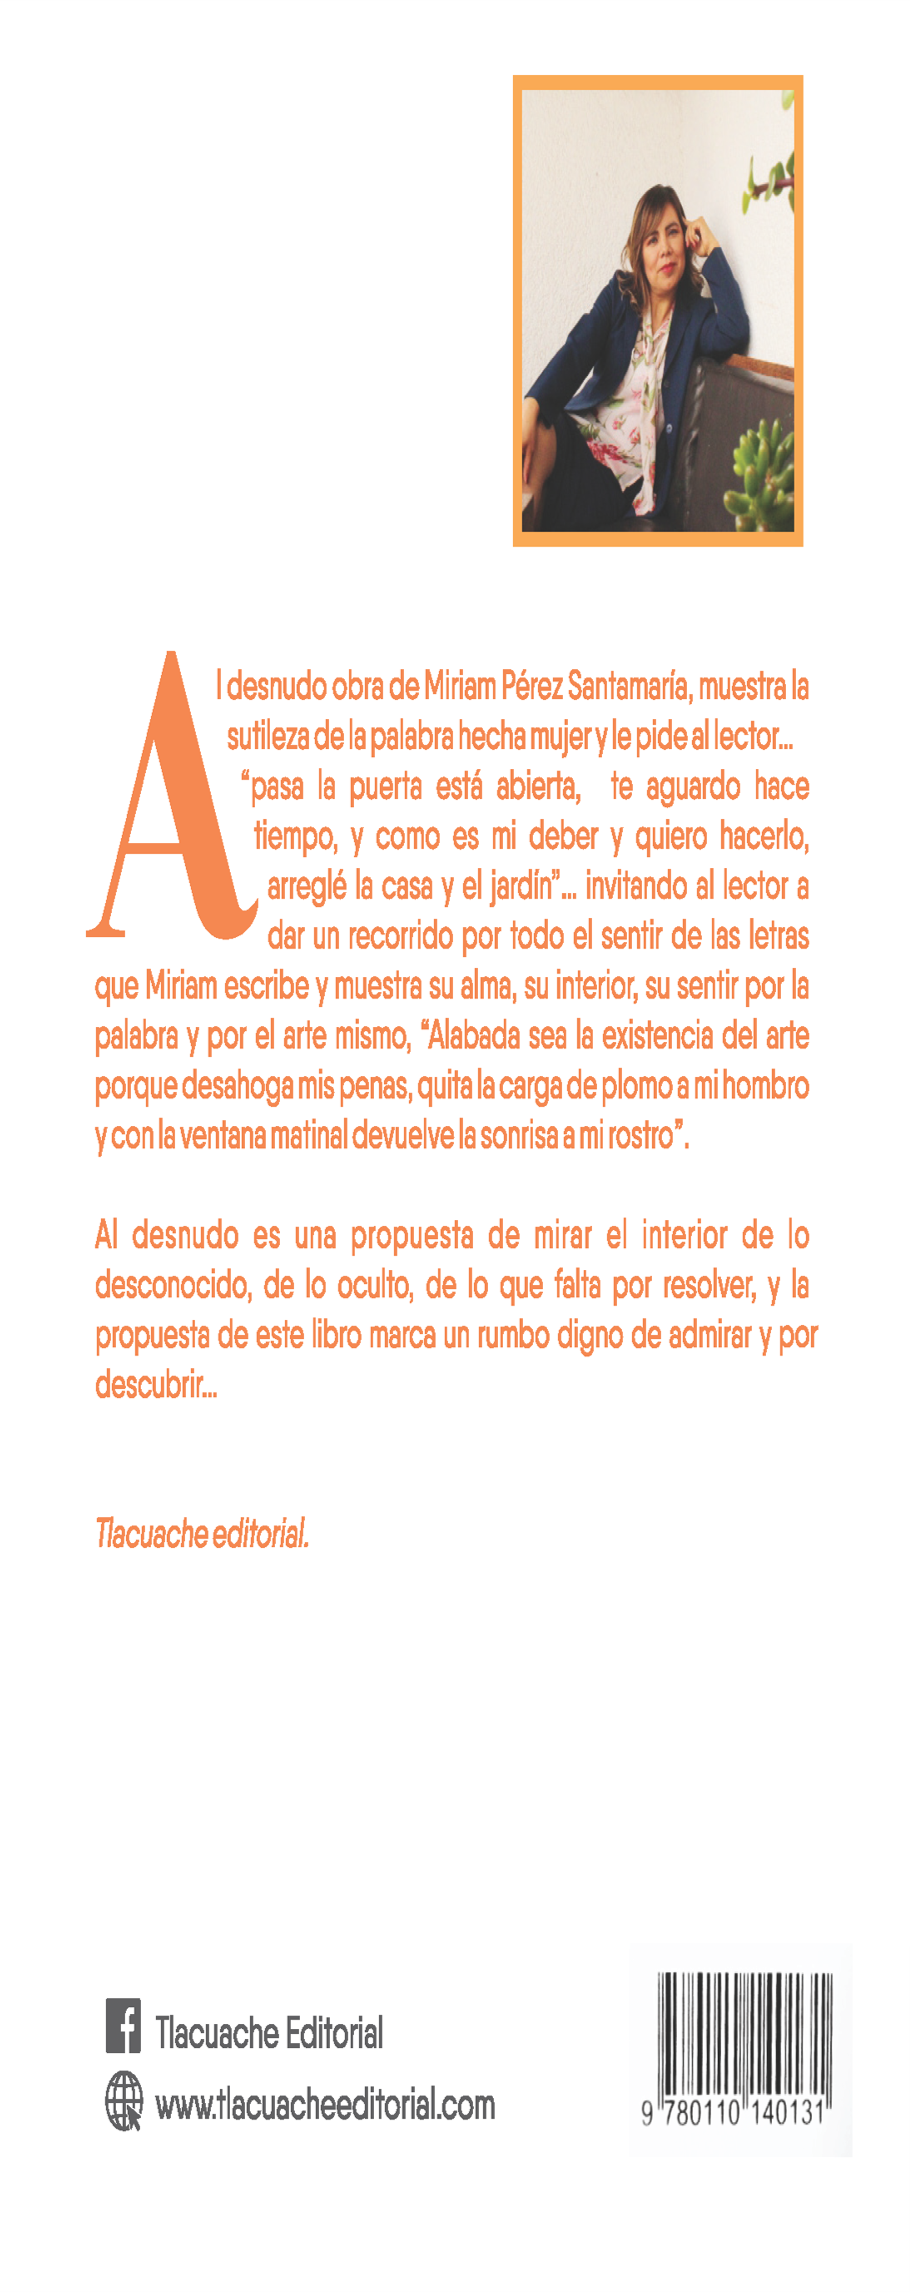 Al desnudo obra de Miriam Pérez Santamaría, muestra la
sutileza de la palabra hecha mujer y le pide al lector...
“pasa la puerta está abierta, te aguardo hace
tiempo, y como es mi deber y quiero hacerlo,
arreglé la casa y el jardín”... invitando al lector a
dar un recorrido por todo el sentir de las letras
que Miriam escribe y muestra su alma, su interior, su sentir por la
palabra y por el arte mismo, “Alabada sea la existencia del arte
porque desahoga mis penas, quita la carga de plomo a mi hombro
y con la ventana matinal devuelve la sonrisa a mi rostro”.
Al desnudo es una propuesta de mirar el interior de lo
desconocido, de lo oculto, de lo que falta por resolver, y la
propuesta de este libro marca un rumbo digno de admirar y por
descubrir...
Tlacuache editorial.
Tlacuache Editorial
www.tlacuacheeditorial.com
9 780110 140131